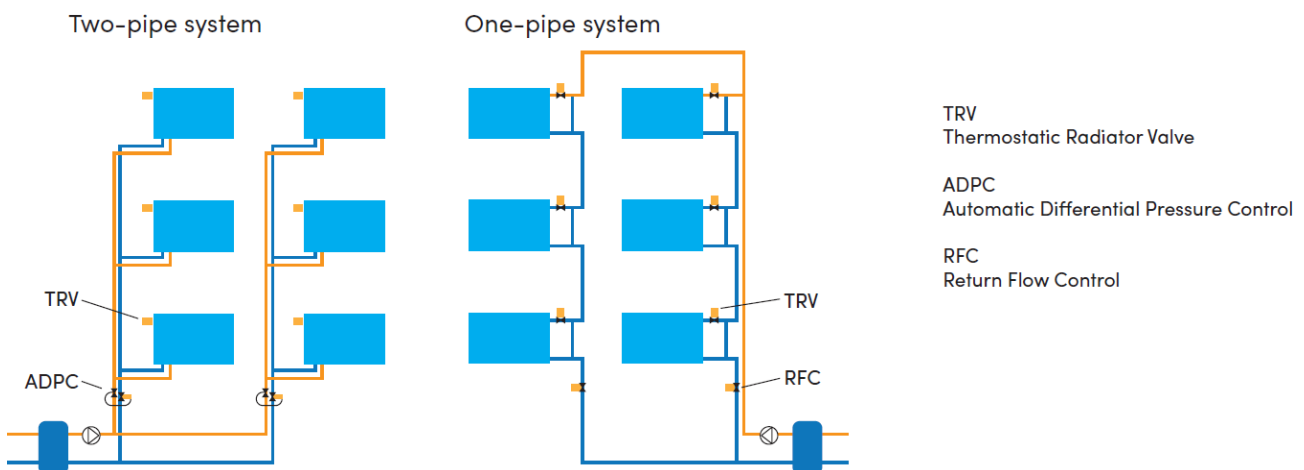 Two-pipe system
One-pipe system
TRV
ADPC
TRV
RFC
TRV
Thermostatic Radiator Valve
ADPC
Automatic Differential Pressure Control
RFC
Return Flow Control